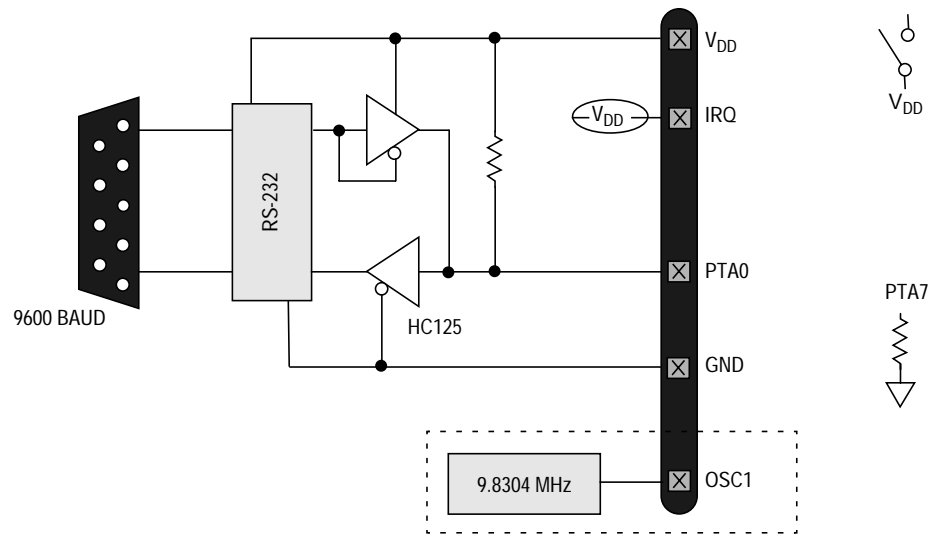 V_DD
V_DD
V_DD
IRQ
RS-232
PTA0
PTA7
9600 BAUD
HC125
GND
9.8304 MHz
OSC1